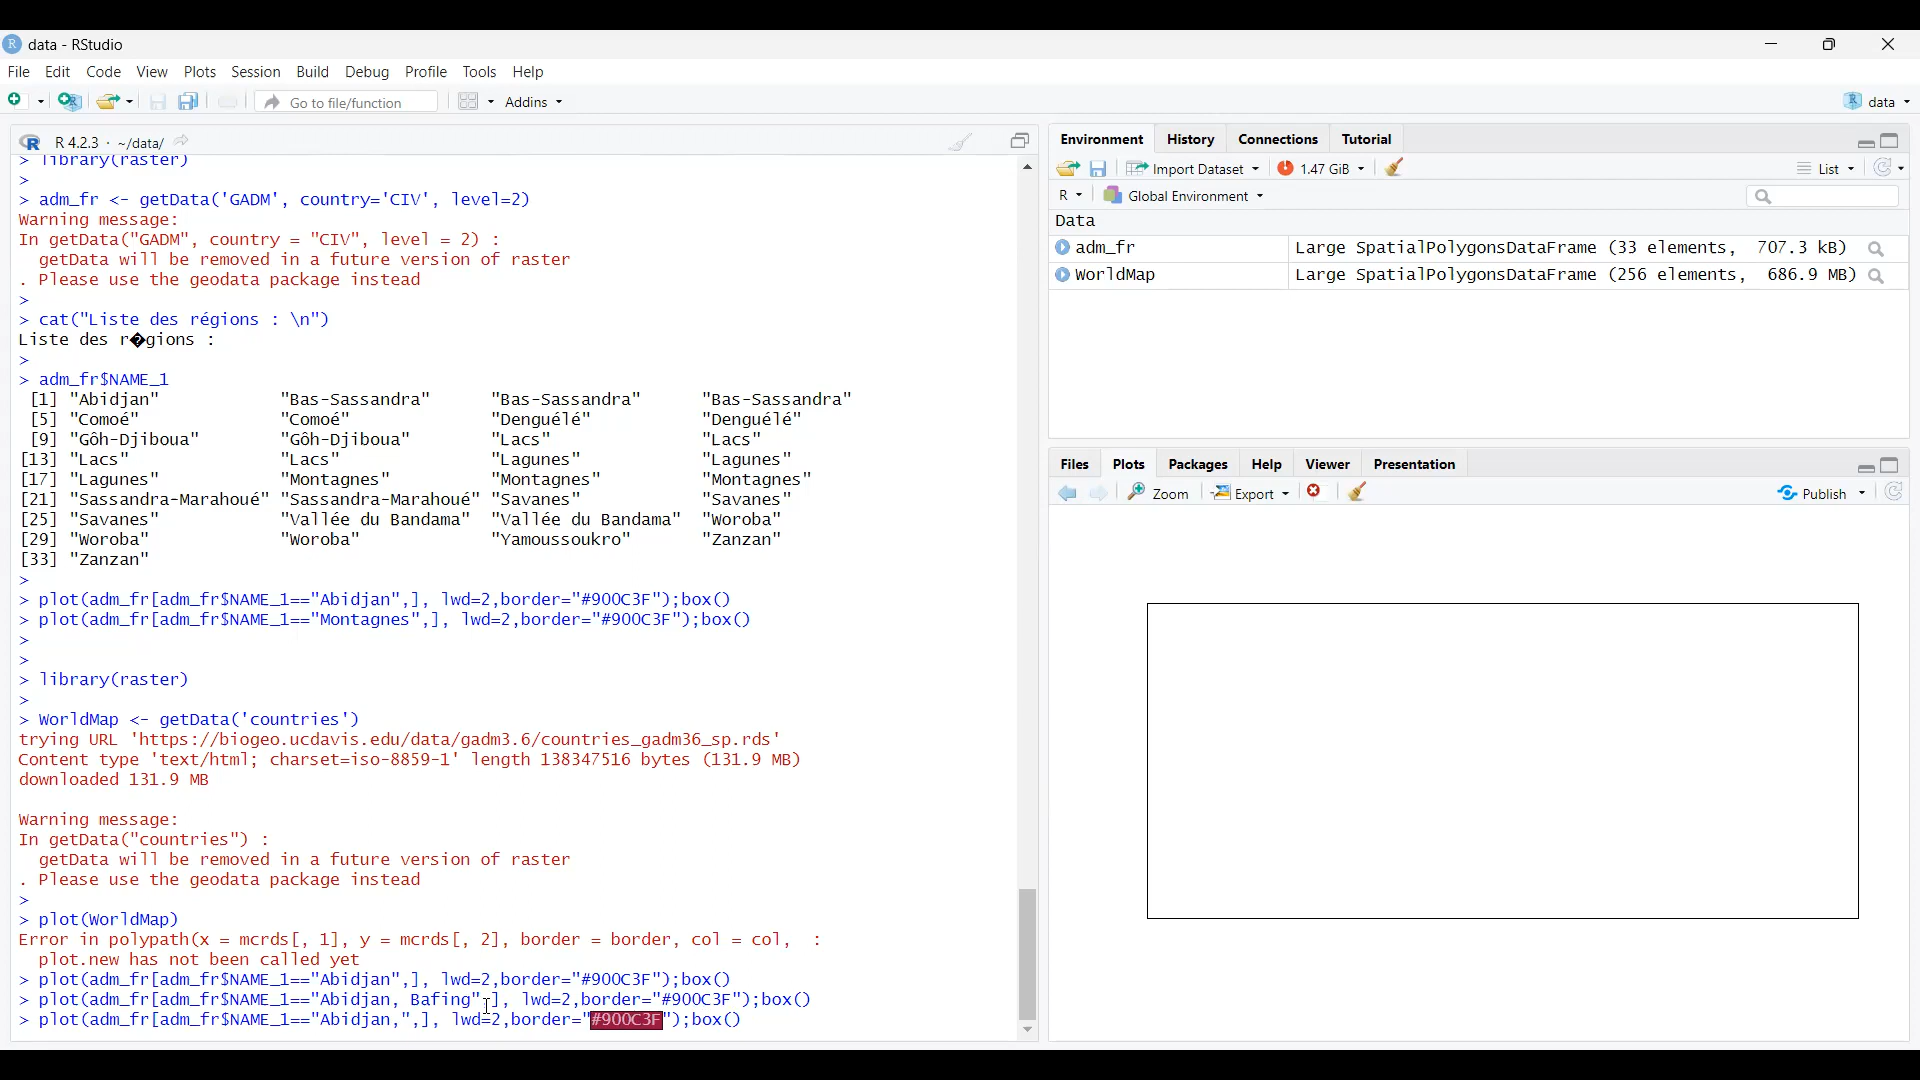 data - RStudio
File Edit Code View Plots Session Build Debug Profile Tools Help
Go to file/function Addins data
R 4.2.3 · ~/data/
> library(raster)
>
> adm_fr <- getData('GADM', country='CIV', level=2)
Warning message:
In getData("GADM", country = "CIV", level = 2) :
getData will be removed in a future version of raster
. Please use the geodata package instead
>
> cat("Liste des régions : \n")
Liste des r�gions :
>
> adm_fr$NAME_1
[1] "Abidjan" "Bas-Sassandra" "Bas-Sassandra" "Bas-Sassandra"
[5] "Comoé" "Comoé" "Denguélé" "Denguélé"
[9] "Gôh-Djiboua" "Gôh-Djiboua" "Lacs" "Lacs"
[13] "Lacs" "Lacs" "Lagunes" "Lagunes"
[17] "Lagunes" "Montagnes" "Montagnes" "Montagnes"
[21] "Sassandra-Marahoué" "Sassandra-Marahoué" "Savanes" "Savanes"
[25] "Savanes" "Vallée du Bandama" "Vallée du Bandama" "Woroba"
[29] "Woroba" "Woroba" "Yamoussoukro" "Zanzan"
[33] "Zanzan"
>
> plot(adm_fr[adm_fr$NAME_1=="Abidjan",], lwd=2,border="#900C3F");box()
> plot(adm_fr[adm_fr$NAME_1=="Montagnes",], lwd=2,border="#900C3F");box()
>
>
> library(raster)
>
> WorldMap <- getData('countries')
trying URL 'https://biogeo.ucdavis.edu/data/gadm3.6/countries_gadm36_sp.rds'
Content type 'text/html; charset=iso-8859-1' length 138347516 bytes (131.9 MB)
downloaded 131.9 MB
Warning message:
In getData("countries") :
getData will be removed in a future version of raster
. Please use the geodata package instead
>
> plot(WorldMap)
Error in polypath(x = mcrds[, 1], y = mcrds[, 2], border = border, col = col, :
plot.new has not been called yet
> plot(adm_fr[adm_fr$NAME_1=="Abidjan",], lwd=2,border="#900C3F");box()
> plot(adm_fr[adm_fr$NAME_1=="Abidjan, Bafing",], lwd=2,border="#900C3F");box()
> plot(adm_fr[adm_fr$NAME_1=="Abidjan,",], lwd=2,border="#900C3F");box()
Environment History Connections Tutorial
Import Dataset 1.47 GiB List
R Global Environment
Data
adm_fr Large SpatialPolygonsDataFrame (33 elements, 707.3 kB)
WorldMap Large SpatialPolygonsDataFrame (256 elements, 686.9 MB)
Files Plots Packages Help Viewer Presentation
Zoom Export Publish